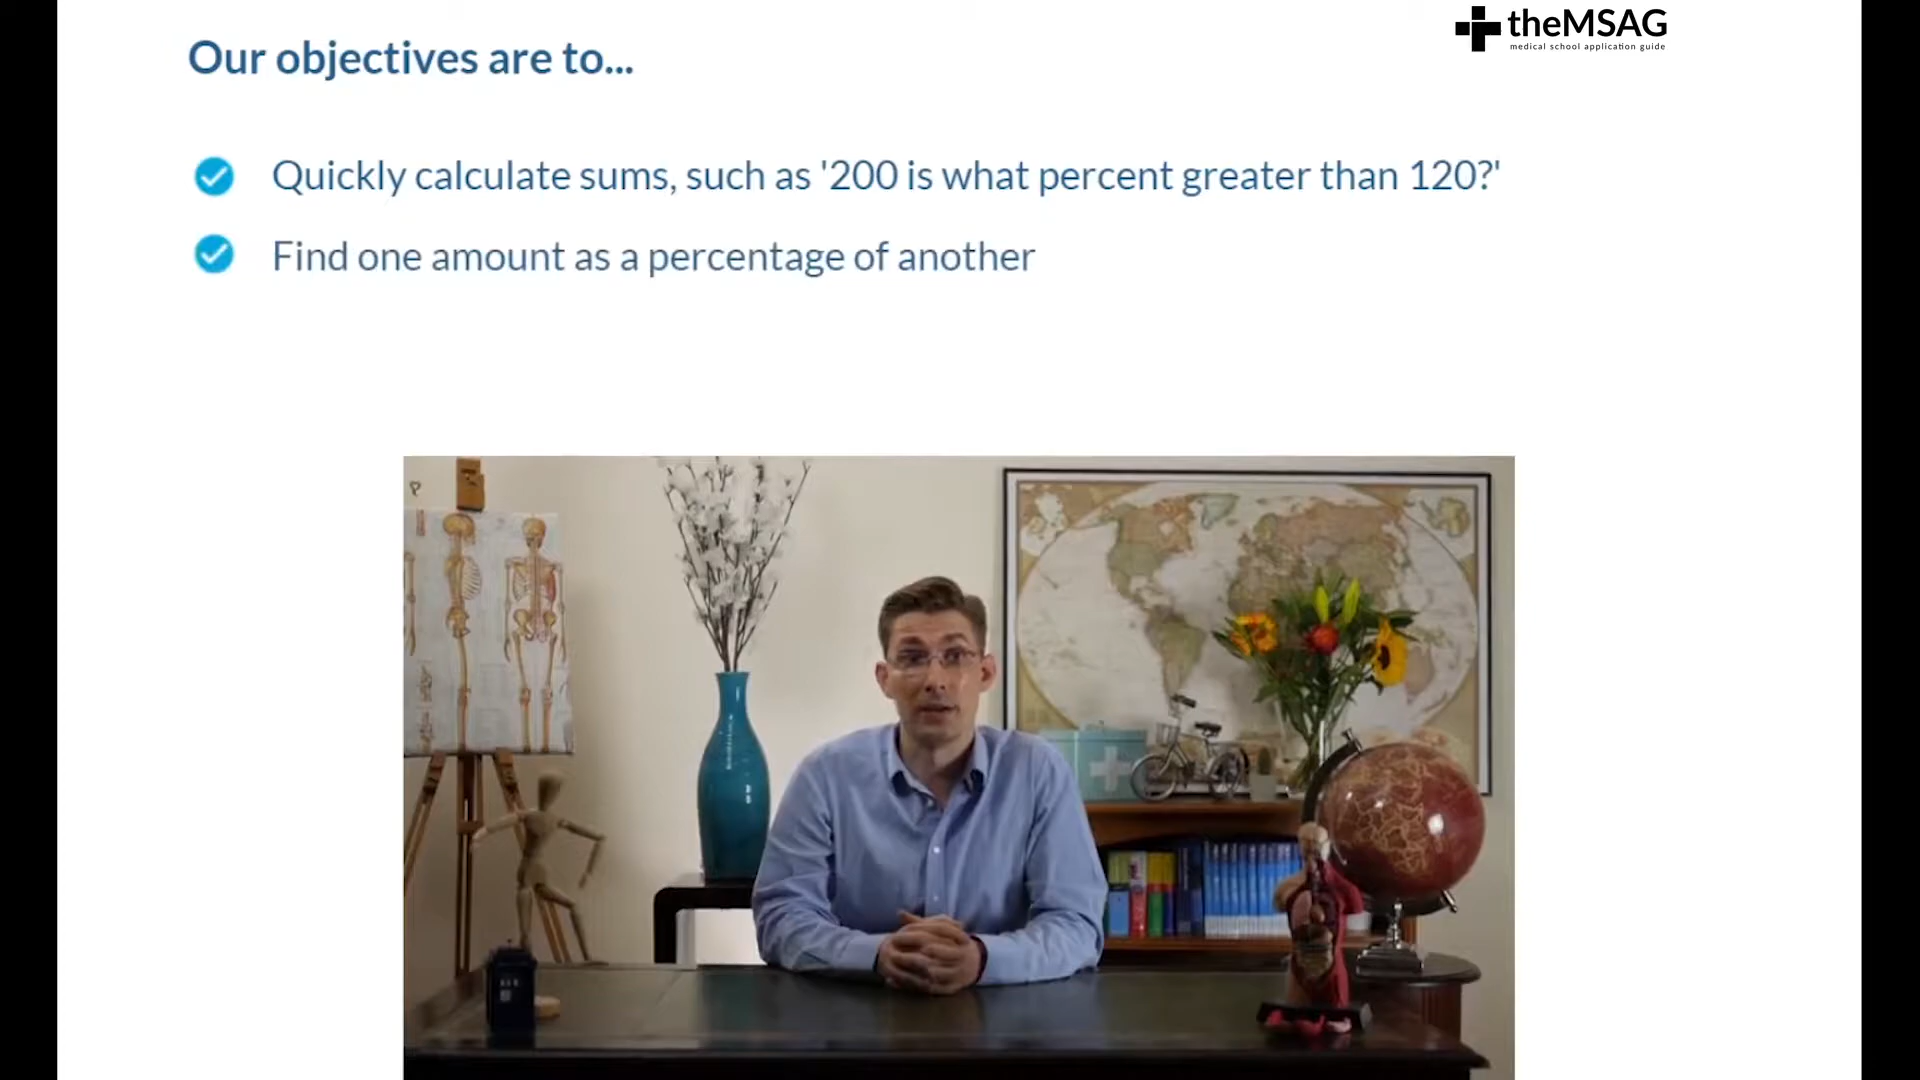 theMSAG
medical school application guide
Our objectives are to...
Quickly calculate sums, such as '200 is what percent greater than 120?'
Find one amount as a percentage of another